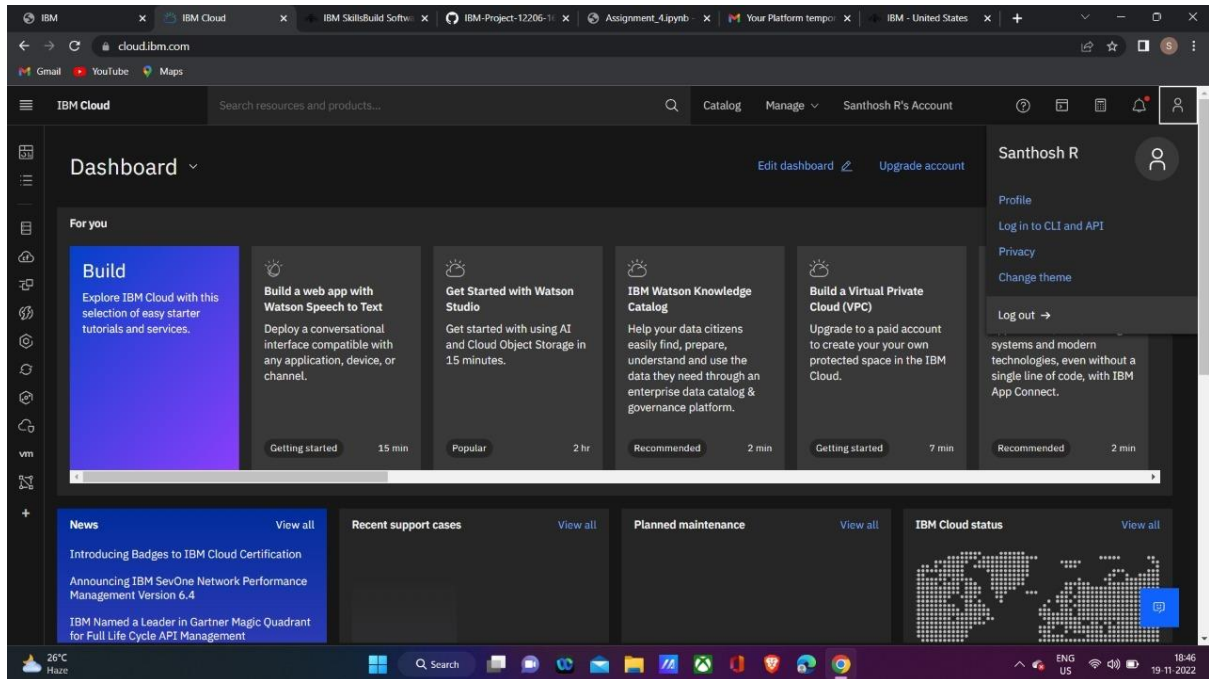 IBM
IBM Cloud
IBM SkillsBuild Softw
IBM-Project-12206-16
Assignment_4.ipynb -
Your Platform tempor
IBM - United States
cloud.ibm.com
S
Gmail
YouTube
Maps
IBM Cloud
Search resources and products...
Catalog
Manage
Santhosh R's Account
Dashboard
Edit dashboard
Upgrade account
Santhosh R
Profile
Log in to CLI and API
Privacy
Change theme
Log out →
For you
Build
Explore IBM Cloud with this
selection of easy starter
tutorials and services.
Build a web app with
Watson Speech to Text
Deploy a conversational
interface compatible with
any application, device, or
channel.
Getting started
15 min
Get Started with Watson
Studio
Get started with using AI
and Cloud Object Storage in
15 minutes.
Popular
2 hr
IBM Watson Knowledge
Catalog
Help your data citizens
easily find, prepare,
understand and use the
data they need through an
enterprise data catalog &
governance platform.
Recommended
2 min
Build a Virtual Private
Cloud (VPC)
Upgrade to a paid account
to create your your own
protected space in the IBM
Cloud.
Getting started
7 min
systems and modern
technologies, even without a
single line of code, with IBM
App Connect.
Recommended
2 min
vm
News
View all
Introducing Badges to IBM Cloud Certification
Announcing IBM SevOne Network Performance
Management Version 6.4
IBM Named a Leader in Gartner Magic Quadrant
for Full Life Cycle API Management
Recent support cases
View all
Planned maintenance
View all
IBM Cloud status
View all
26°C
Haze
Search
ENG
US
18:46
19-11-2022